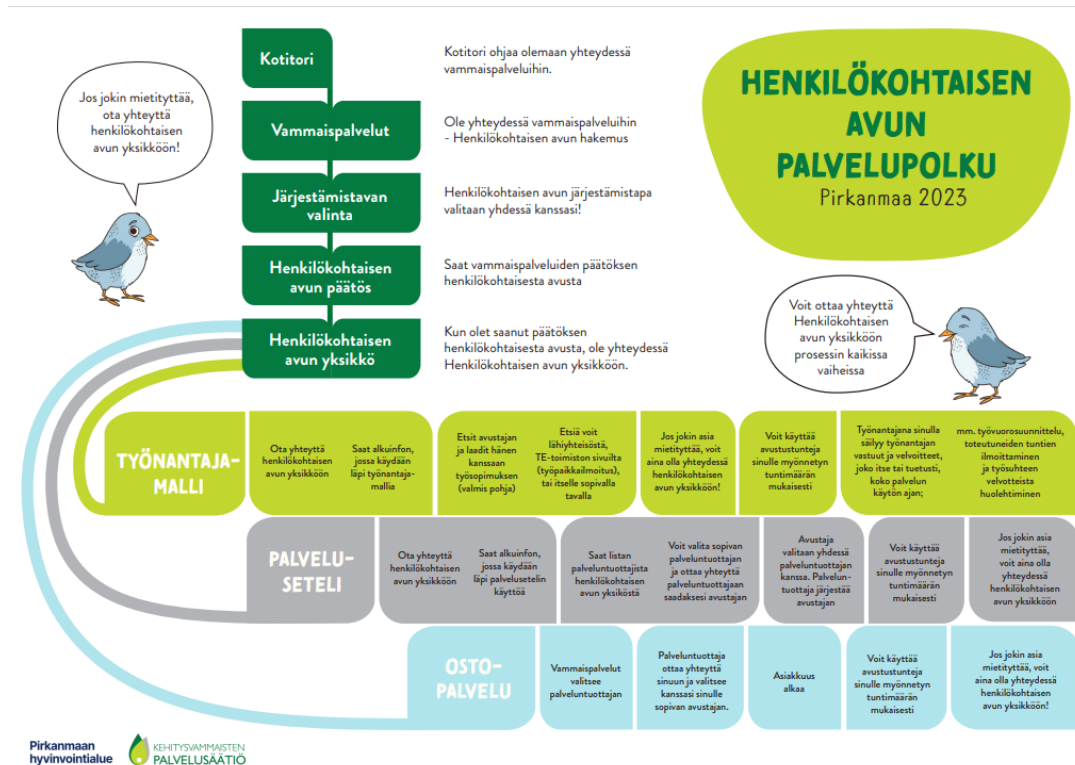 Kotitori
Kotitori ohjaa olemaan yhteydessä
vammaispalveluihin.
HENKILÖKOHTAISEN
AVUN
PALVELUPOLKU
Pirkanmaa 2023
Jos jokin mietityttää,
ota yhteyttä
henkilökohtaisen
avun yksikköön!
Vammaispalvelut
Ole yhteydessä vammaispalveluihin
- Henkilökohtaisen avun hakemus
Järjestämistavan
valinta
Henkilökohtaisen avun järjestämistapa
valitaan yhdessä kanssasi!
Henkilökohtaisen
avun päätös
Saat vammaispalveluiden päätöksen
henkilökohtaisesta avusta
Henkilökohtaisen
avun yksikkö
Kun olet saanut päätöksen
henkilökohtaisesta avusta, ole yhteydessä
Henkilökohtaisen avun yksikköön.
Voit ottaa yhteyttä
Henkilökohtaisen
avun yksikköön
prosessin kaikissa
vaiheissa
TYÖNANTAJA-
MALLI
Ota yhteyttä
henkilökohtaisen
avun yksikköön
Saat alkuinfon,
jossa käydään
läpi työnantaja-
mallia
Etsit avustajan
ja laadit hänen
kanssaan
työsopimuksen
(valmis pohja)
Etsiä voit
lähiyhteisöstä,
TE-toimiston sivuilta
(työpaikkailmoitus),
tai itselle sopivalla
tavalla
Jos jokin asia
mietityttää, voit
aina olla yhteydessä
henkilökohtaisen
avun yksikköön!
Voit käyttää
avustustunteja
sinulle myönnetyn
tuntimäärän
mukaisesti
Työnantajana sinulla
säilyy työnantajan
vastuut ja velvoitteet,
joko itse tai tuetusti,
koko palvelun
käytön ajan;
mm. työvuorosuunnittelu,
toteutuneiden tuntien
ilmoittaminen
ja työsuhteen
velvotteista
huolehtiminen
PALVELU-
SETELI
Ota yhteyttä
henkilökohtaisen
avun yksikköön
Saat alkuinfon,
jossa käydään
läpi palvelusetelin
käyttöä
Saat listan
palveluntuottajista
henkilökohtaisen
avun yksiköstä
Voit valita sopivan
palveluntuottajan
ja ottaa yhteyttä
palveluntuottajaan
saadaksesi avustajan
Avustaja
valitaan yhdessä
palveluntuottajan
kanssa. Palvelun-
tuottaja järjestää
avustajan
Voit käyttää
avustustunteja
sinulle myönnetyn
tuntimäärän
mukaisesti
Jos jokin asia
mietityttää,
voit aina olla
yhteydessä
henkilökohtaisen
avun yksikköön
OSTO-
PALVELU
Vammaispalvelut
valitsee
palveluntuottajan
Palveluntuottaja
ottaa yhteyttä
sinuun ja valitsee
kanssasi sinulle
sopivan avustajan.
Asiakkuus
alkaa
Voit käyttää
avustustunteja
sinulle myönnetyn
tuntimäärän
mukaisesti
Jos jokin asia
mietityttää, voit
aina olla yhteydessä
henkilökohtaisen
avun yksikköön!
Pirkanmaan
hyvinvointialue
KEHITYSVAMMAISTEN
PALVELUSÄÄTIÖ